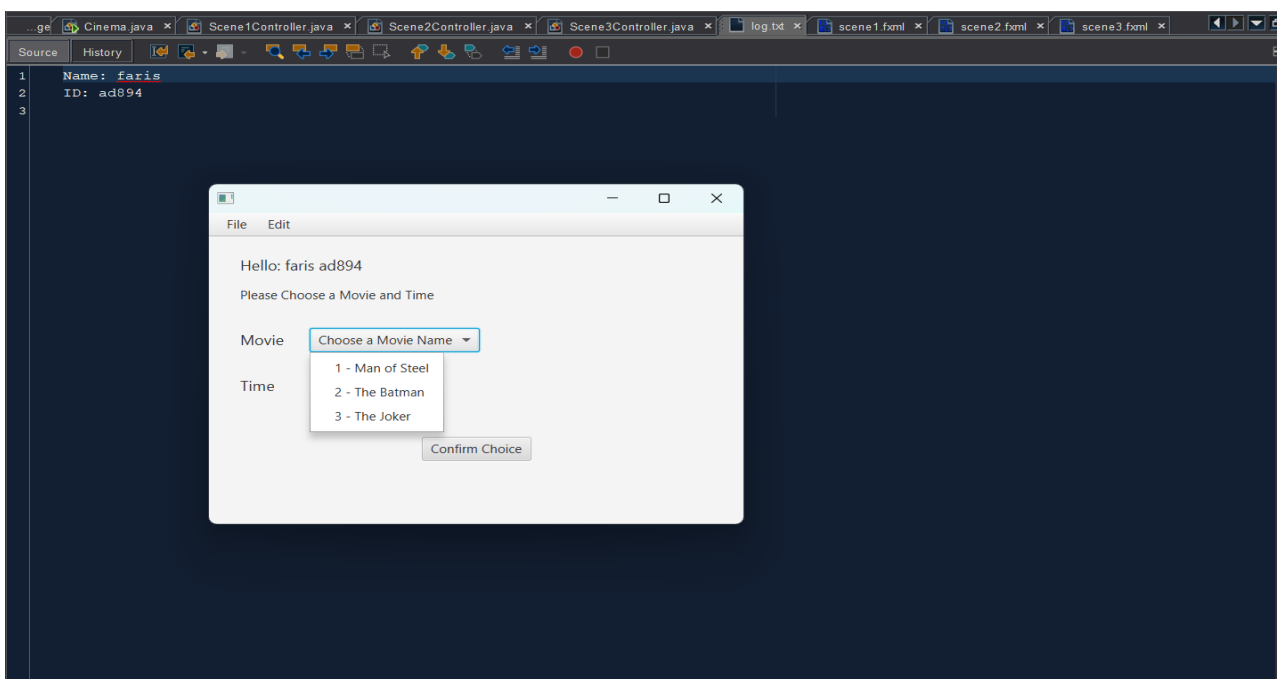 ...ge Cinema.java Scene1Controller.java Scene2Controller.java Scene3Controller.java log.txt scene1.fxml scene2.fxml scene3.fxml
Source History
1 Name: faris
2 ID: ad894
3
File Edit
Hello: faris ad894
Please Choose a Movie and Time
Movie Choose a Movie Name
1 - Man of Steel
Time
2 - The Batman
3 - The Joker
Confirm Choice